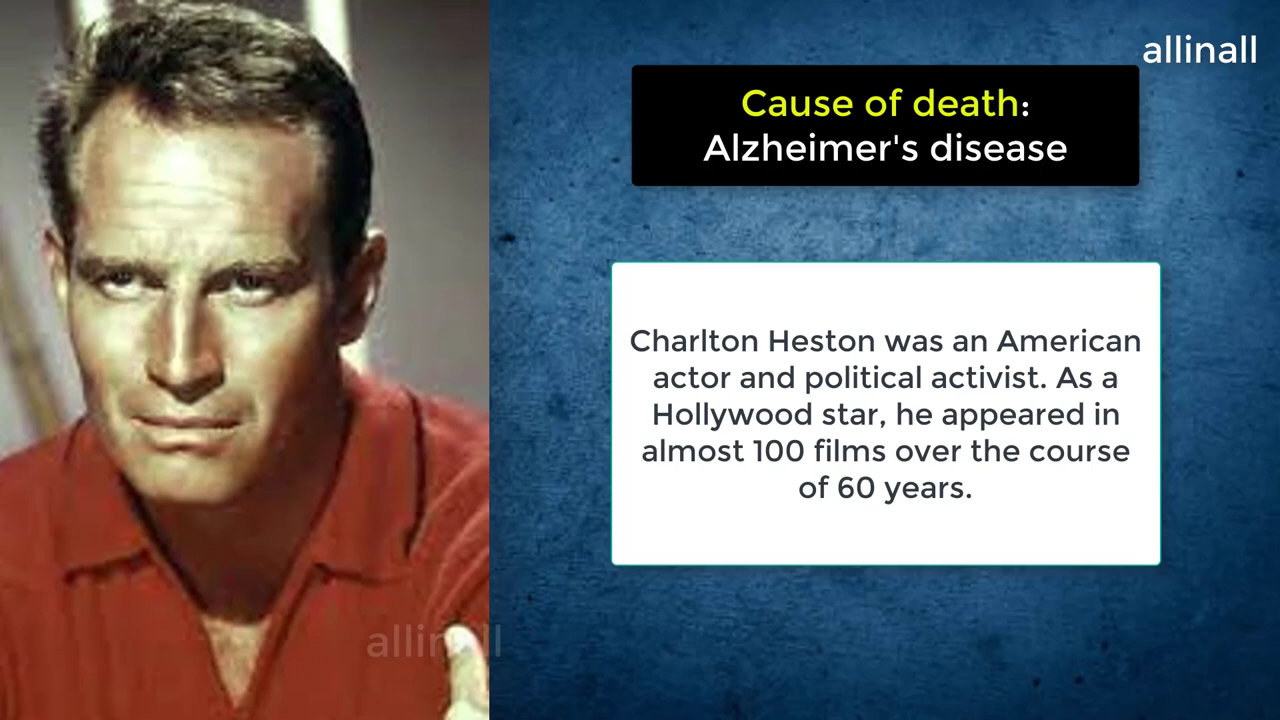 allinall
Cause of death:
Alzheimer's disease
Charlton Heston was an American
actor and political activist. As a
Hollywood star, he appeared in
almost 100 films over the course
of 60 years.
allinall